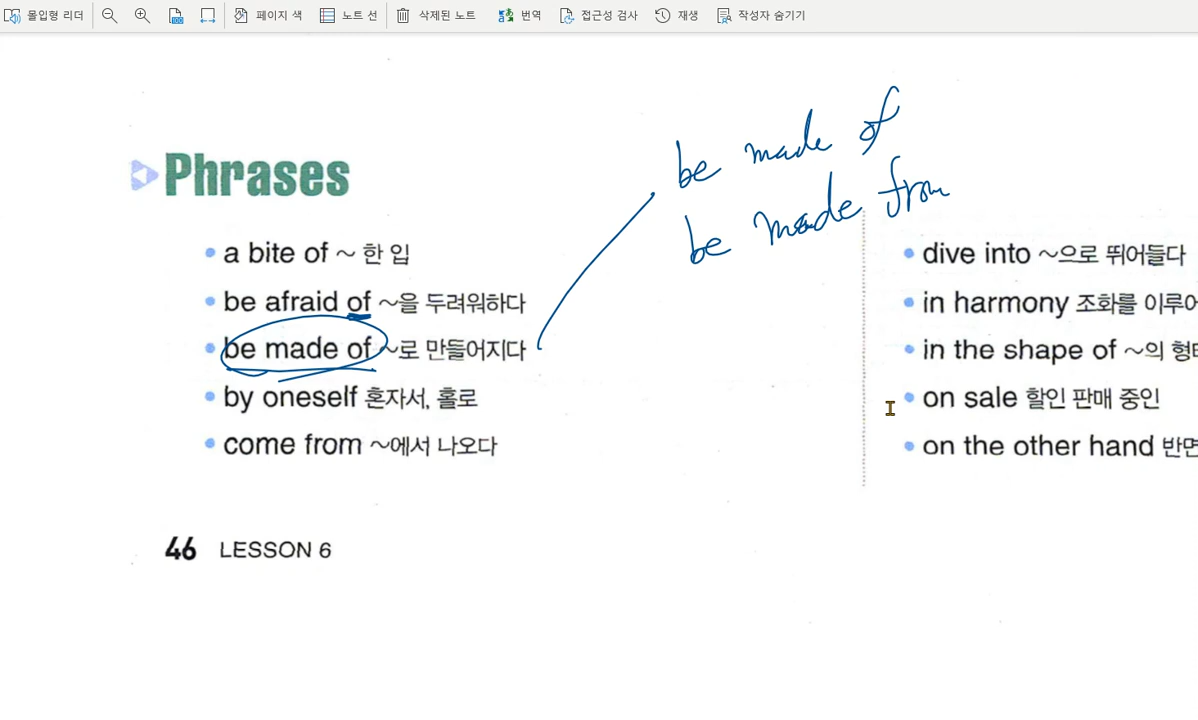 몰입형 리더 페이지 색 노트 선 삭제된 노트 번역 접근성 검사 재생 작성자 숨기기
be made of
be made from
Phrases
• a bite of ~ 한 입
• be afraid of ~을 두려워하다
• be made of ~로 만들어지다
• by oneself 혼자서, 홀로
• come from ~에서 나오다
• dive into ~으로 뛰어들다
• in harmony 조화를 이루어
• in the shape of ~의
• on sale 할인 판매 중인
• on the other hand 반면
46 LESSON 6